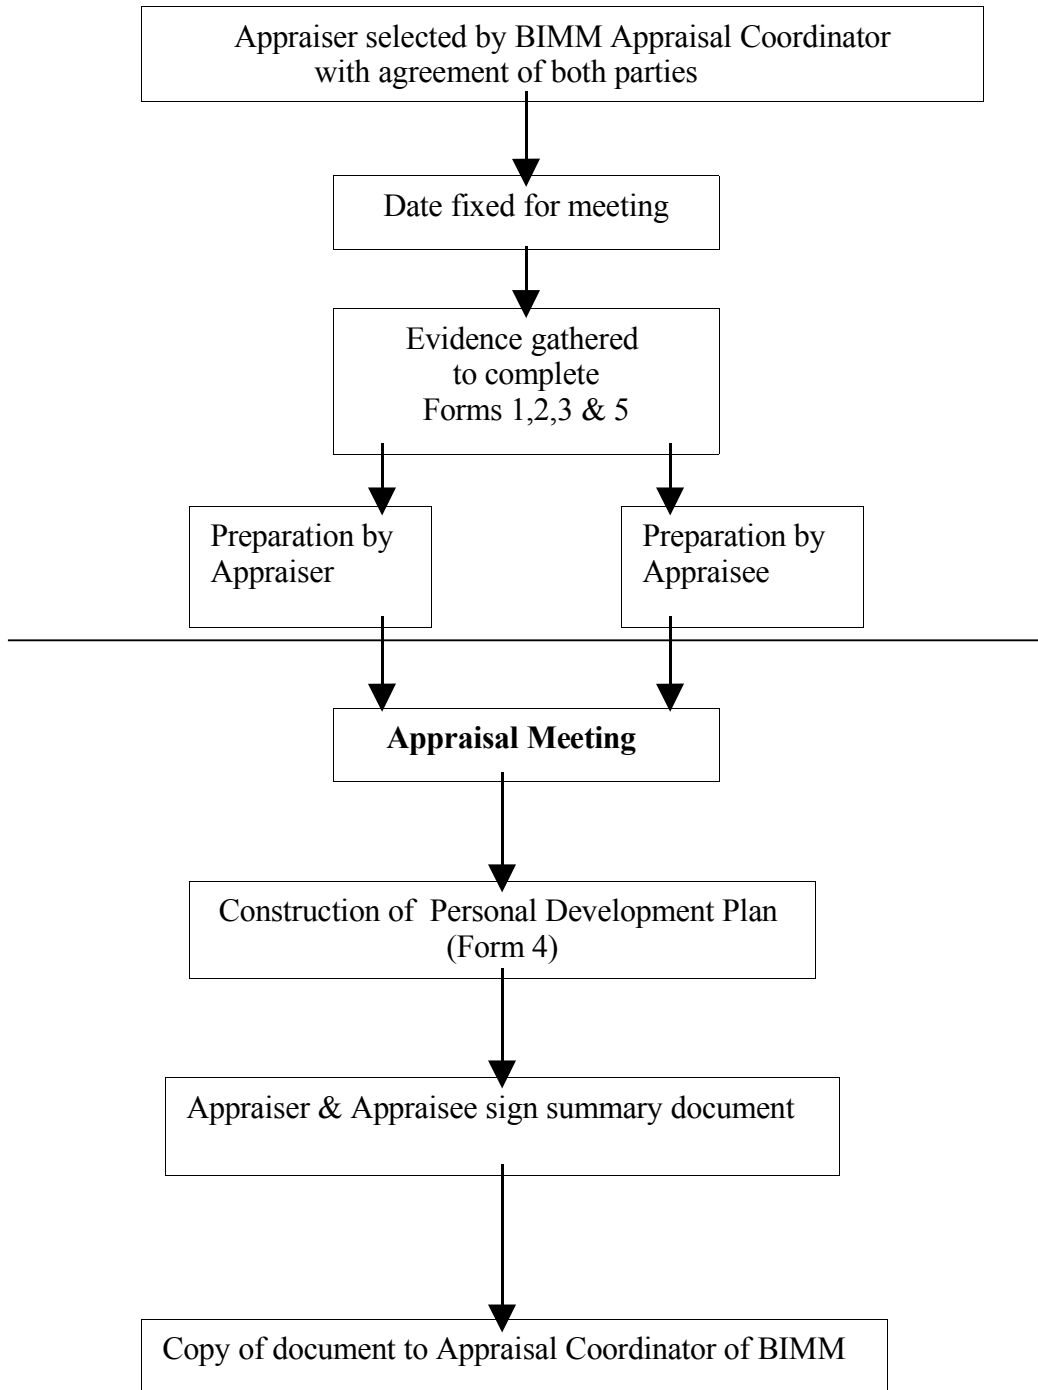 Appraiser selected by BIMM Appraisal Coordinator
with agreement of both parties
Date fixed for meeting
Evidence gathered
to complete
Forms 1,2,3 & 5
Preparation by
Appraiser
Preparation by
Appraisee
Appraisal Meeting
Construction of  Personal Development Plan
(Form 4)
Appraiser & Appraisee sign summary document
Copy of document to Appraisal Coordinator of BIMM